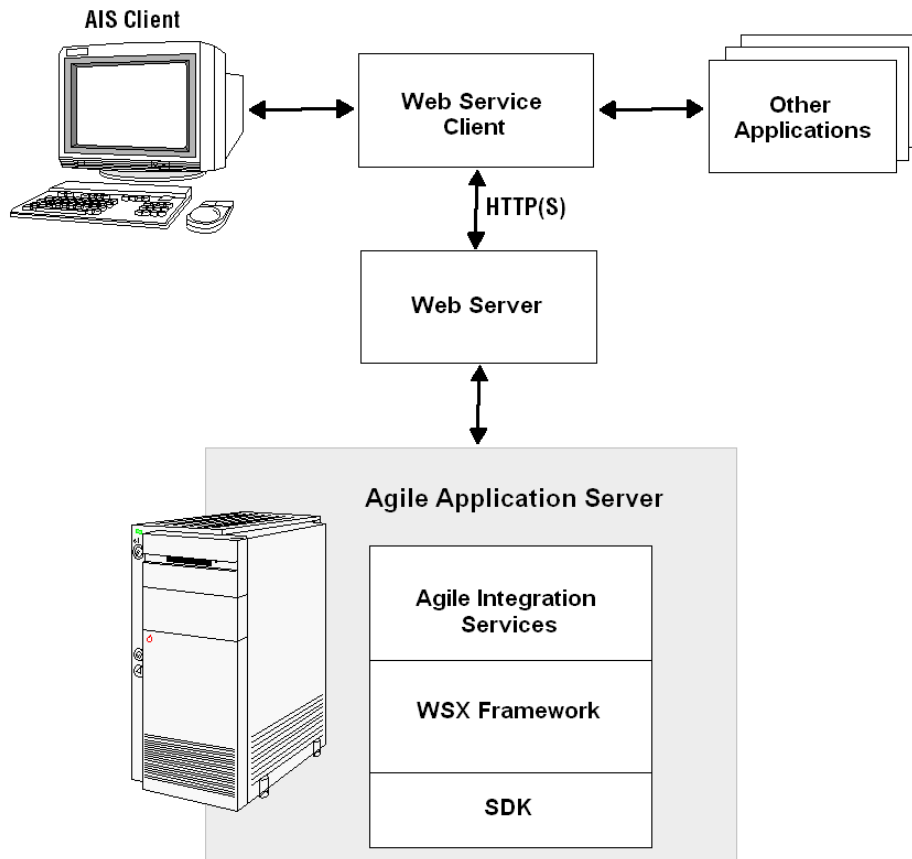 AIS Client
Web Service
Client
Other
Applications
HTTP(S)
Web Server
Agile Application Server
Agile Integration
Services
WSX Framework
SDK